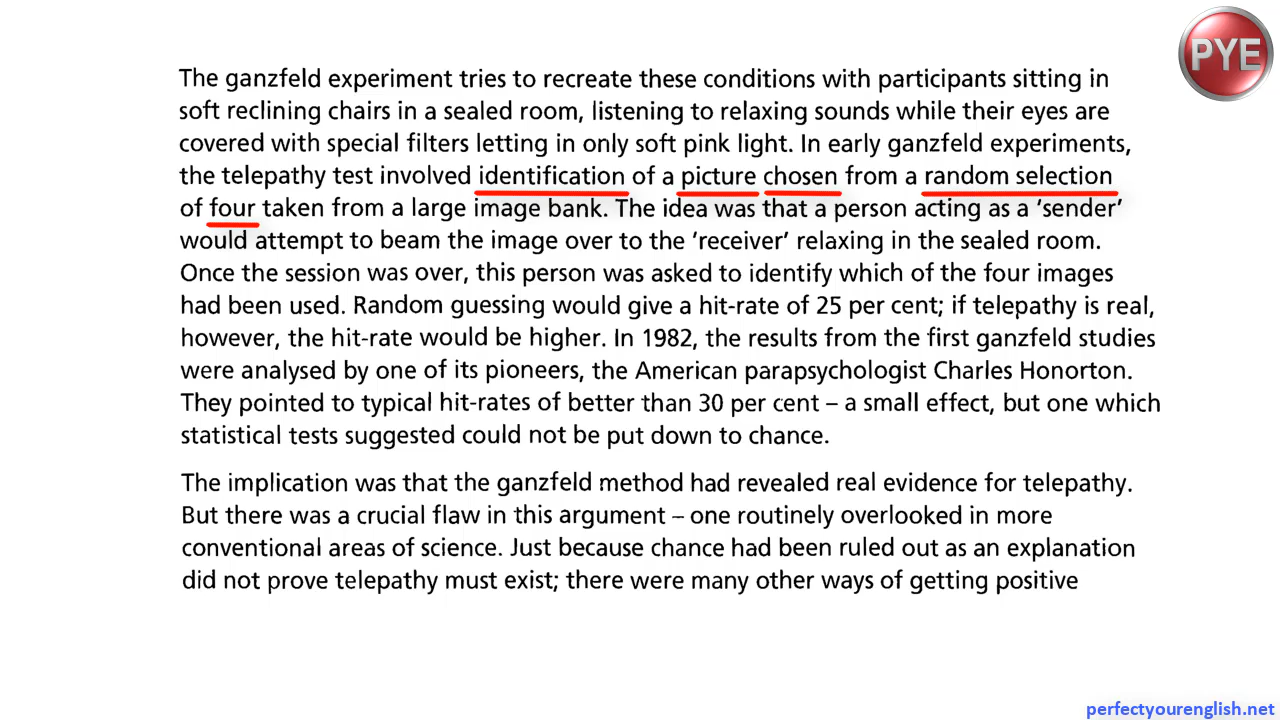 PYE
The ganzfeld experiment tries to recreate these conditions with participants sitting in
soft reclining chairs in a sealed room, listening to relaxing sounds while their eyes are
covered with special filters letting in only soft pink light. In early ganzfeld experiments,
the telepathy test involved identification of a picture chosen from a random selection
of four taken from a large image bank. The idea was that a person acting as a ‘sender’
would attempt to beam the image over to the ‘receiver’ relaxing in the sealed room.
Once the session was over, this person was asked to identify which of the four images
had been used. Random guessing would give a hit-rate of 25 per cent; if telepathy is real,
however, the hit-rate would be higher. In 1982, the results from the first ganzfeld studies
were analysed by one of its pioneers, the American parapsychologist Charles Honorton.
They pointed to typical hit-rates of better than 30 per cent – a small effect, but one which
statistical tests suggested could not be put down to chance.
The implication was that the ganzfeld method had revealed real evidence for telepathy.
But there was a crucial flaw in this argument – one routinely overlooked in more
conventional areas of science. Just because chance had been ruled out as an explanation
did not prove telepathy must exist; there were many other ways of getting positive
perfectyourenglish.net